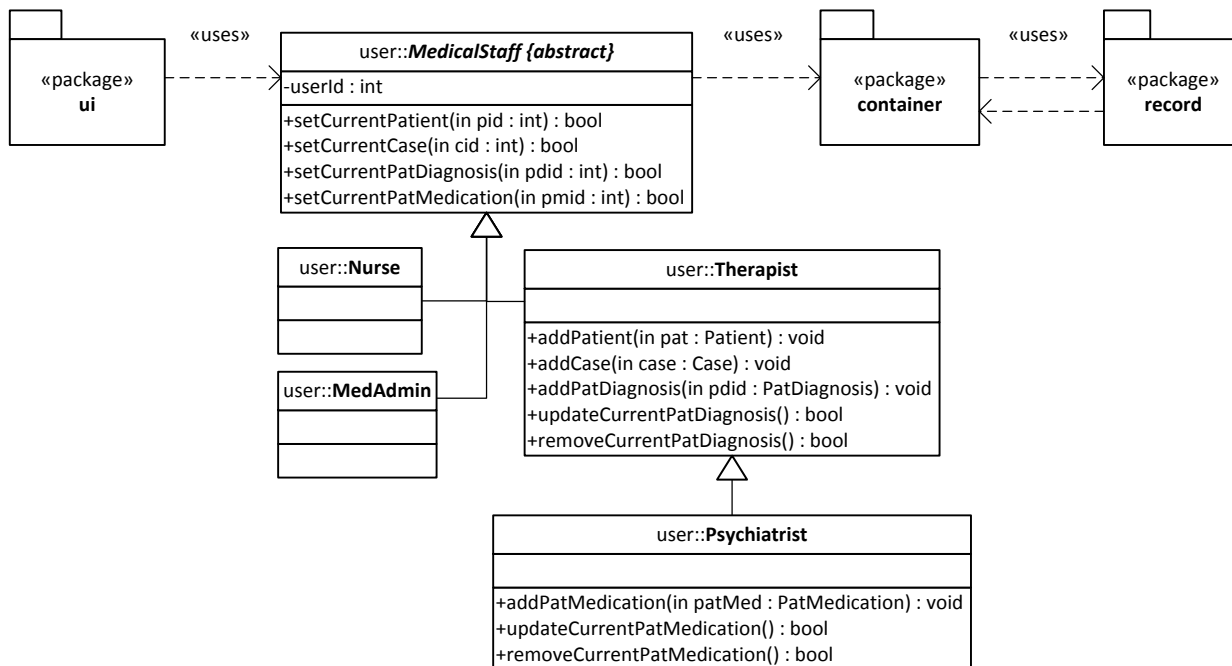 «uses»
«uses»
«uses»
«package»
ui
user::MedicalStaff {abstract}
-userId : int
+setCurrentPatient(in pid : int) : bool
+setCurrentCase(in cid : int) : bool
+setCurrentPatDiagnosis(in pdid : int) : bool
+setCurrentPatMedication(in pmid : int) : bool
«package»
container
«package»
record
user::Nurse
user::Therapist
+addPatient(in pat : Patient) : void
+addCase(in case : Case) : void
+addPatDiagnosis(in pdid : PatDiagnosis) : void
+updateCurrentPatDiagnosis() : bool
+removeCurrentPatDiagnosis() : bool
user::MedAdmin
user::Psychiatrist
+addPatMedication(in patMed : PatMedication) : void
+updateCurrentPatMedication() : bool
+removeCurrentPatMedication() : bool